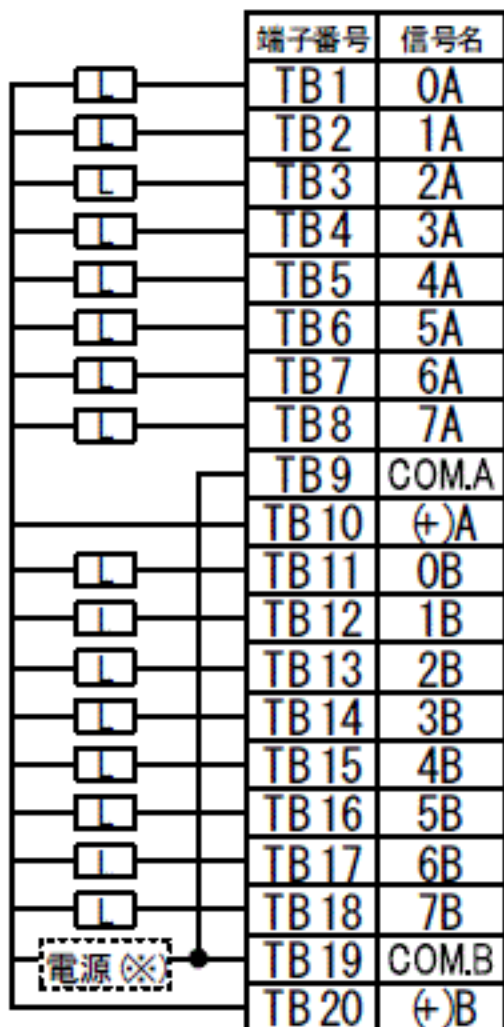 端子番号 信号名
L TB1 0A
L TB2 1A
L TB3 2A
L TB4 3A
L TB5 4A
L TB6 5A
L TB7 6A
L TB8 7A
TB9 COM.A
TB10 (+)A
L TB11 0B
L TB12 1B
L TB13 2B
L TB14 3B
L TB15 4B
L TB16 5B
L TB17 6B
L TB18 7B
電源(※) TB19 COM.B
TB20 (+)B